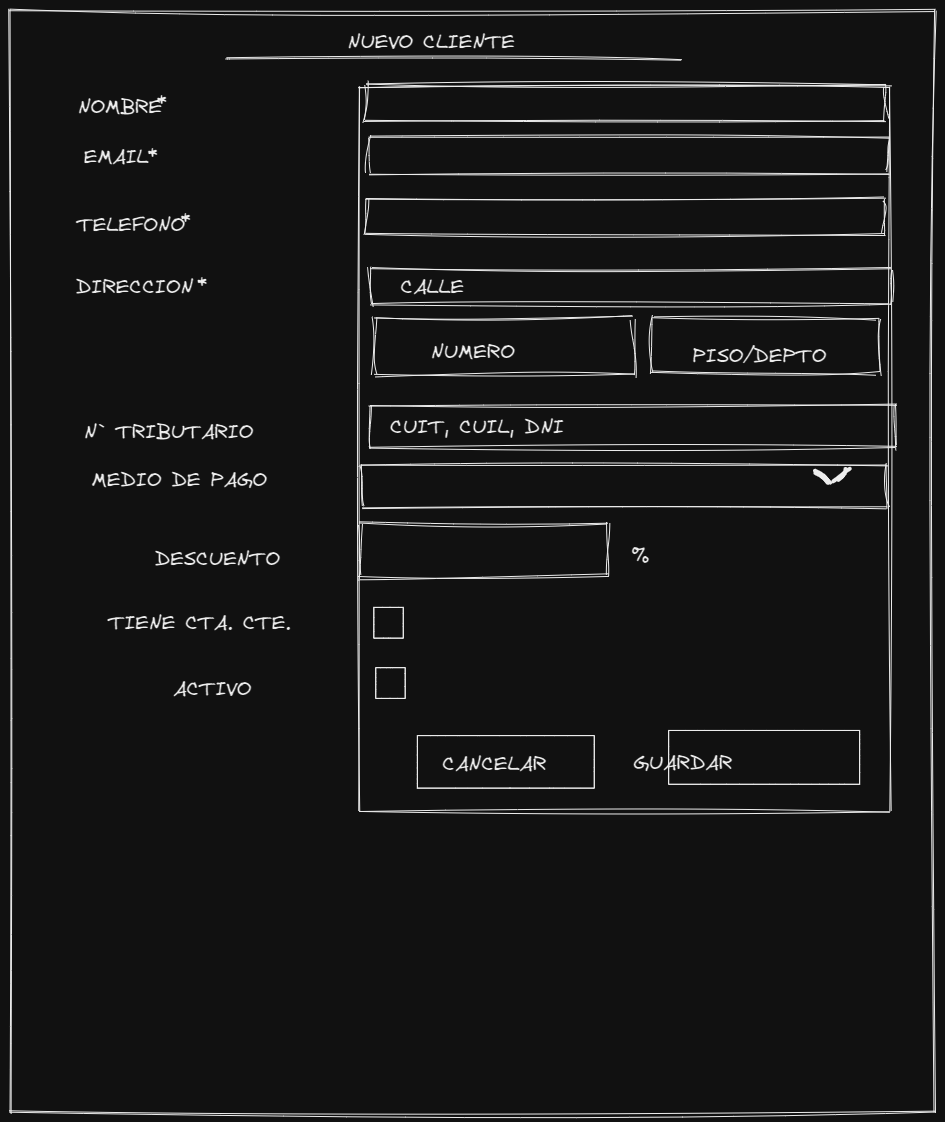 NUEVO CLIENTE
NOMBRE*
EMAIL*
TELEFONO*
DIRECCION* CALLE
NUMERO PISO/DEPTO
N` TRIBUTARIO CUIT, CUIL, DNI
MEDIO DE PAGO
DESCUENTO %
TIENE CTA. CTE.
ACTIVO
CANCELAR GUARDAR